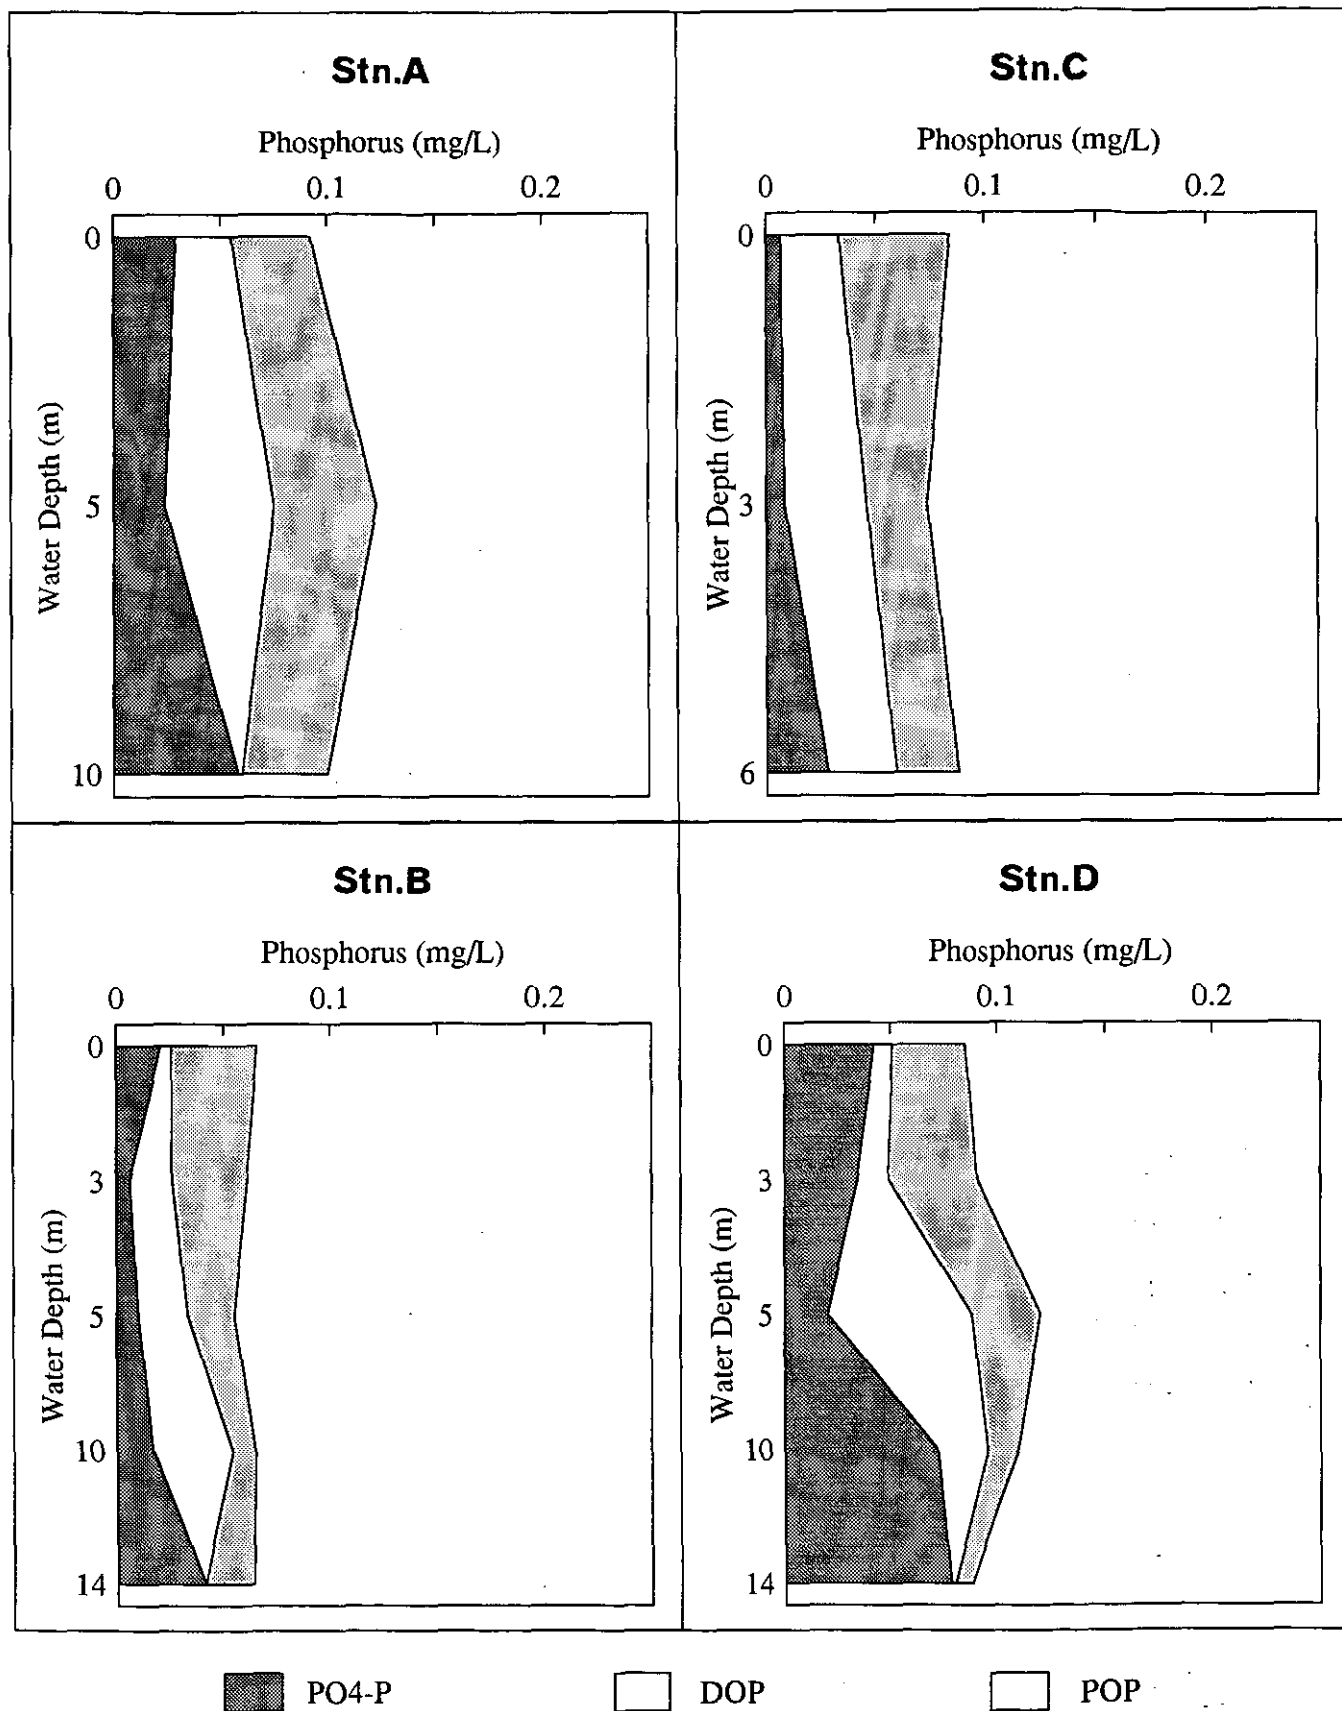 Stn.A
Phosphorus (mg/L)
0 0.1 0.2
Water Depth (m)
0
5
10
Stn.C
Phosphorus (mg/L)
0 0.1 0.2
Water Depth (m)
0
3
6
Stn.B
Phosphorus (mg/L)
0 0.1 0.2
Water Depth (m)
0
3
5
10
14
Stn.D
Phosphorus (mg/L)
0 0.1 0.2
Water Depth (m)
0
3
5
10
14
PO4-P DOP POP